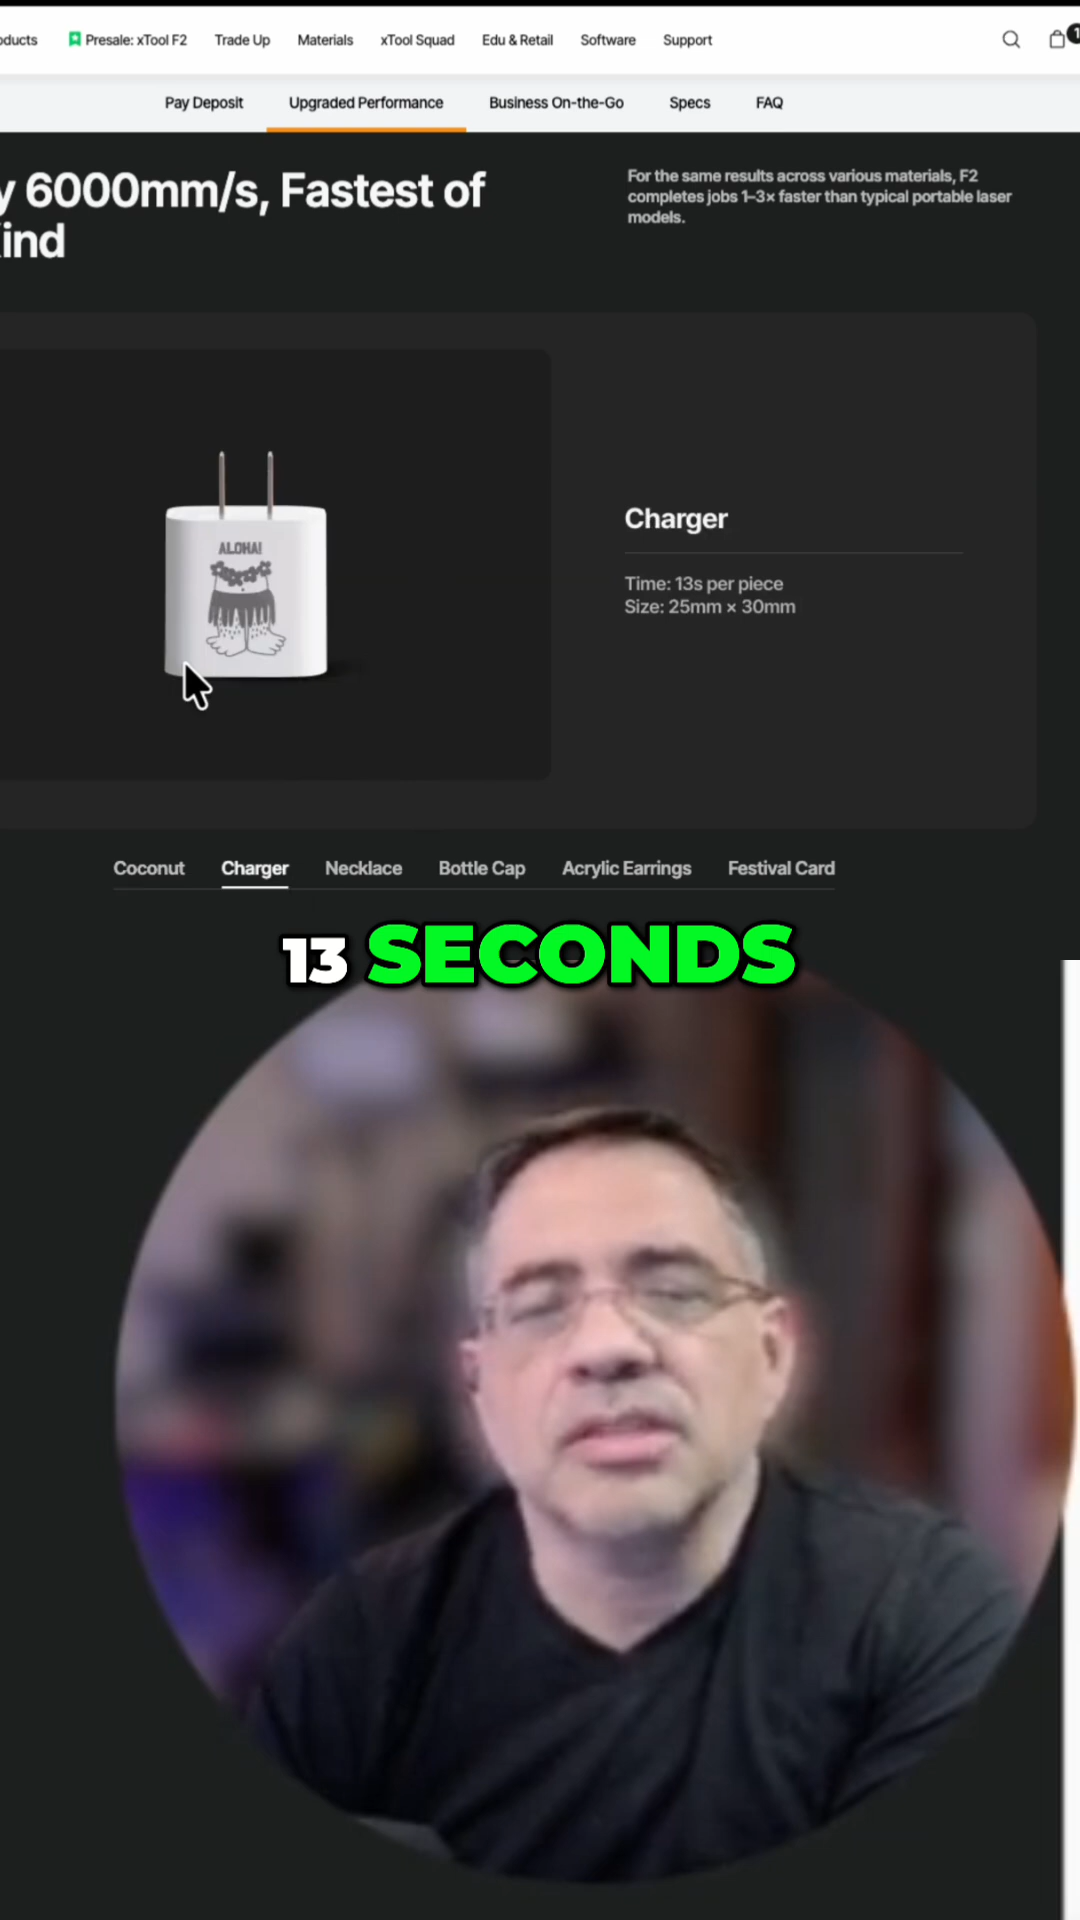 oducts Presale: xTool F2 Trade Up Materials xTool Squad Edu & Retail Software Support 1
Pay Deposit Upgraded Performance Business On-the-Go Specs FAQ
y 6000mm/s, Fastest of
ind
For the same results across various materials, F2
completes jobs 1–3× faster than typical portable laser
models.
ALOHA!
Charger
Time: 13s per piece
Size: 25mm × 30mm
Coconut Charger Necklace Bottle Cap Acrylic Earrings Festival Card
13 SECONDS